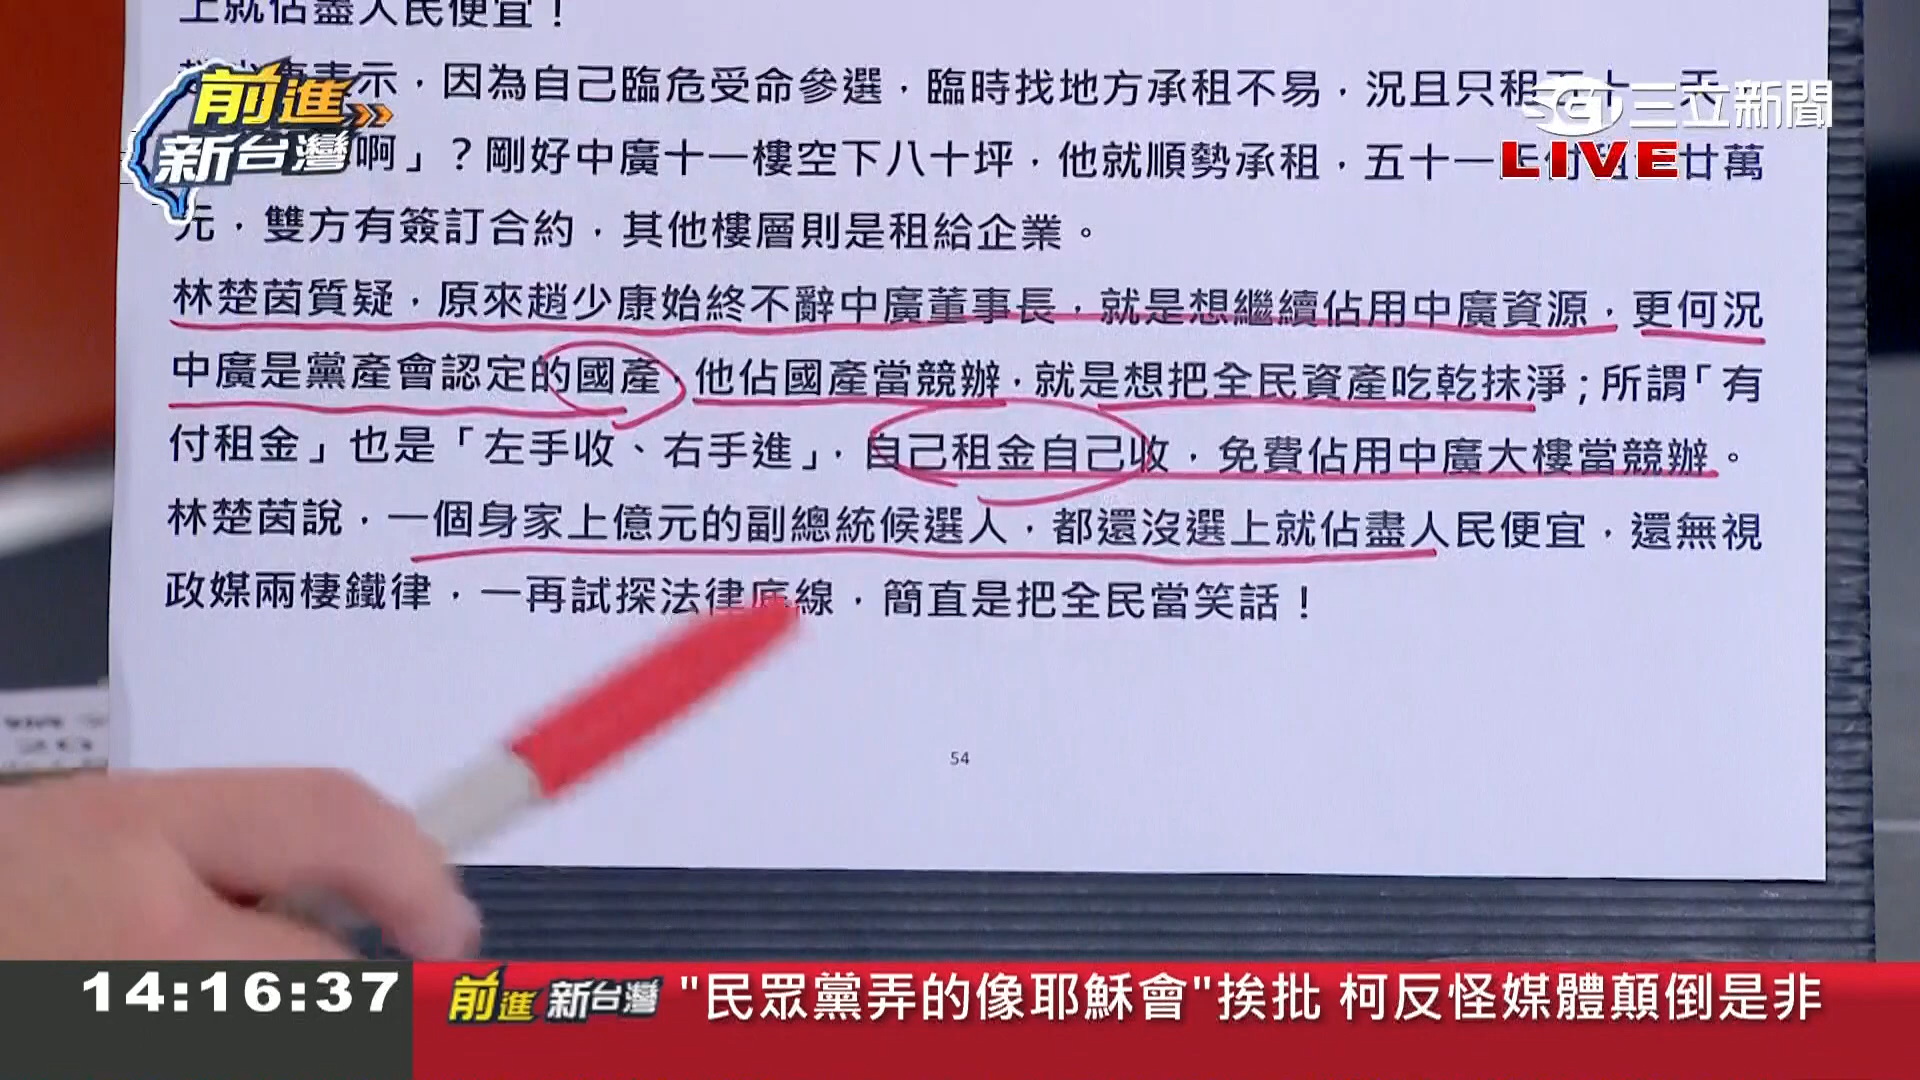 上就佔盡人民便宜！
表示，因為自己臨危受命參選，臨時找地方承租不易，況且只租五十一天
啊」？剛好中廣十一樓空下八十坪，他就順勢承租，五十一天付租金廿萬
元，雙方有簽訂合約，其他樓層則是租給企業。
林楚茵質疑，原來趙少康始終不辭中廣董事長，就是想繼續佔用中廣資源，更何況
中廣是黨產會認定的國產，他佔國產當競辦，就是想把全民資產吃乾抹淨；所謂「有
付租金」也是「左手收、右手進」，自己租金自己收，免費佔用中廣大樓當競辦。
林楚茵說，一個身家上億元的副總統候選人，都還沒選上就佔盡人民便宜，還無視
政媒兩棲鐵律，一再試探法律底線，簡直是把全民當笑話！
54
前進
新台灣
三立新聞
LIVE
14:16:37
前進新台灣 "民眾黨弄的像耶穌會"挨批 柯反怪媒體顛倒是非